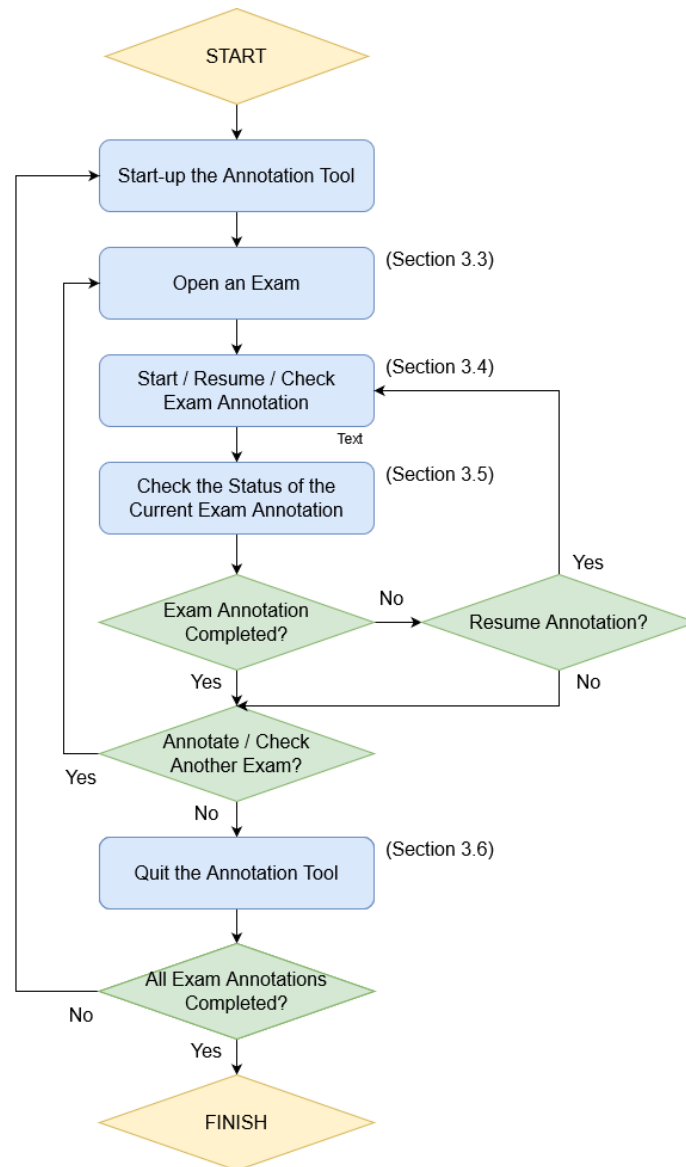 START
Start-up the Annotation Tool
(Section 3.3)
Open an Exam
(Section 3.4)
Start / Resume / Check
Exam Annotation
Text
(Section 3.5)
Check the Status of the
Current Exam Annotation
Yes
No
Exam Annotation
Completed?
Resume Annotation?
Yes
No
Annotate / Check
Another Exam?
Yes
No
(Section 3.6)
Quit the Annotation Tool
All Exam Annotations
Completed?
No
Yes
FINISH